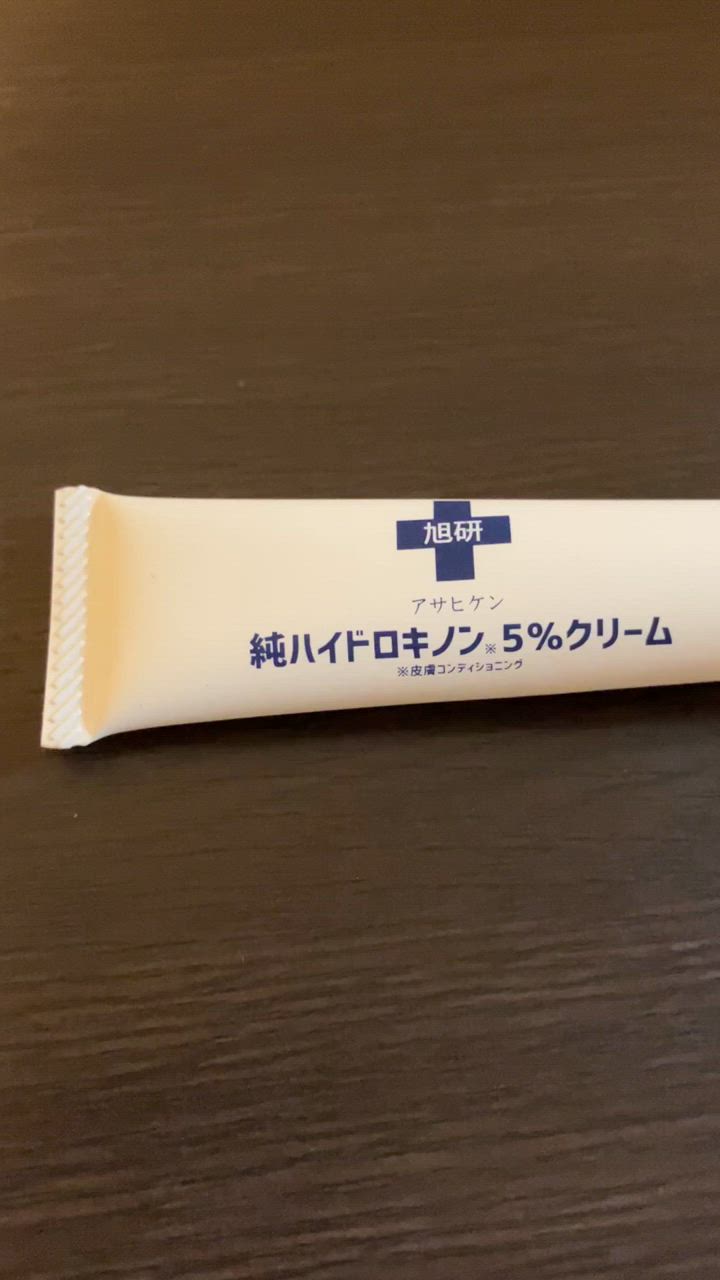 旭研
アサヒケン
純ハイドロキノン※5%クリーム
※皮膚コンディショニング